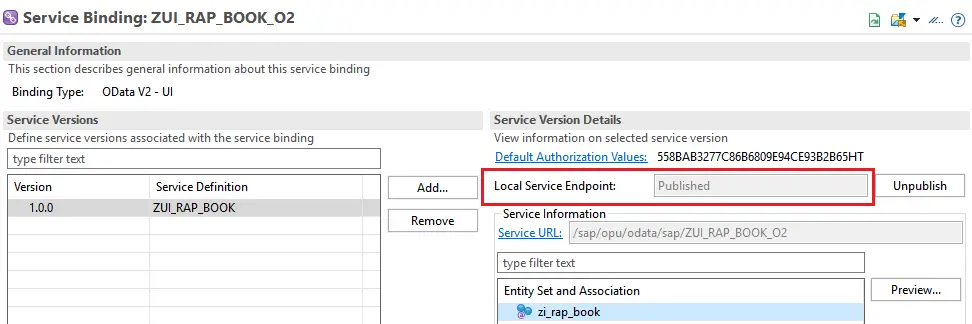 Service Binding: ZUI_RAP_BOOK_O2
General Information
This section describes general information about this service binding
Binding Type: OData V2 - UI
Service Versions
Define service versions associated with the service binding
type filter text
Version Service Definition
1.0.0 ZUI_RAP_BOOK
Add...
Remove
Service Version Details
View information on selected service version
Default Authorization Values: 558BAB3277C86B6809E94CE93B2B65HT
Local Service Endpoint: Published Unpublish
Service Information
Service URL: /sap/opu/odata/sap/ZUI_RAP_BOOK_O2
type filter text
Entity Set and Association
zi_rap_book
Preview...